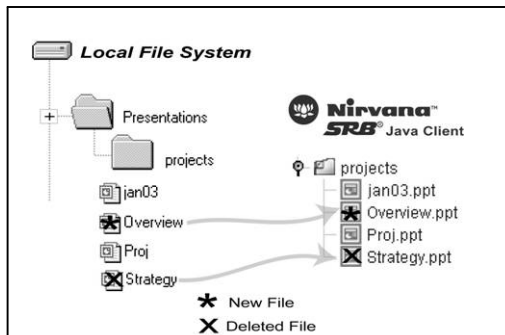 Local File System
Presentations
projects
jan03
Overview
Proj
Strategy
Nirvana™
SRB® Java Client
projects
jan03.ppt
Overview.ppt
Proj.ppt
Strategy.ppt
* New File
X Deleted File